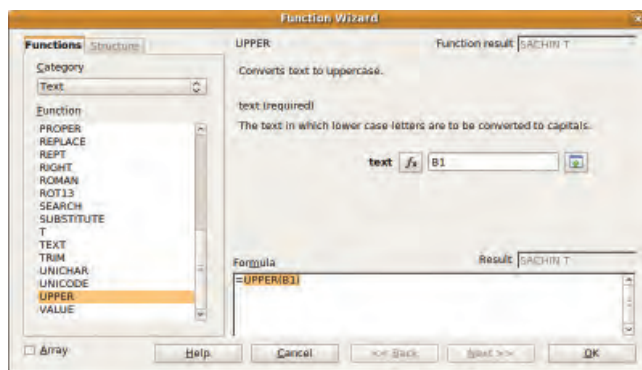 Function Wizard
Functions Structure
Category
Text
Function
PROPER
REPLACE
REPT
RIGHT
ROMAN
ROT13
SEARCH
SUBSTITUTE
T
TEXT
TRIM
UNICHAR
UNICODE
UPPER
VALUE
UPPER
Function result SACHIN T
Converts text to uppercase.
text (required)
The text in which lower case letters are to be converted to capitals.
text fx B1
Formula
Result SACHIN T
=UPPER(B1)
Array
Help
Cancel
<< Back
Next >>
OK